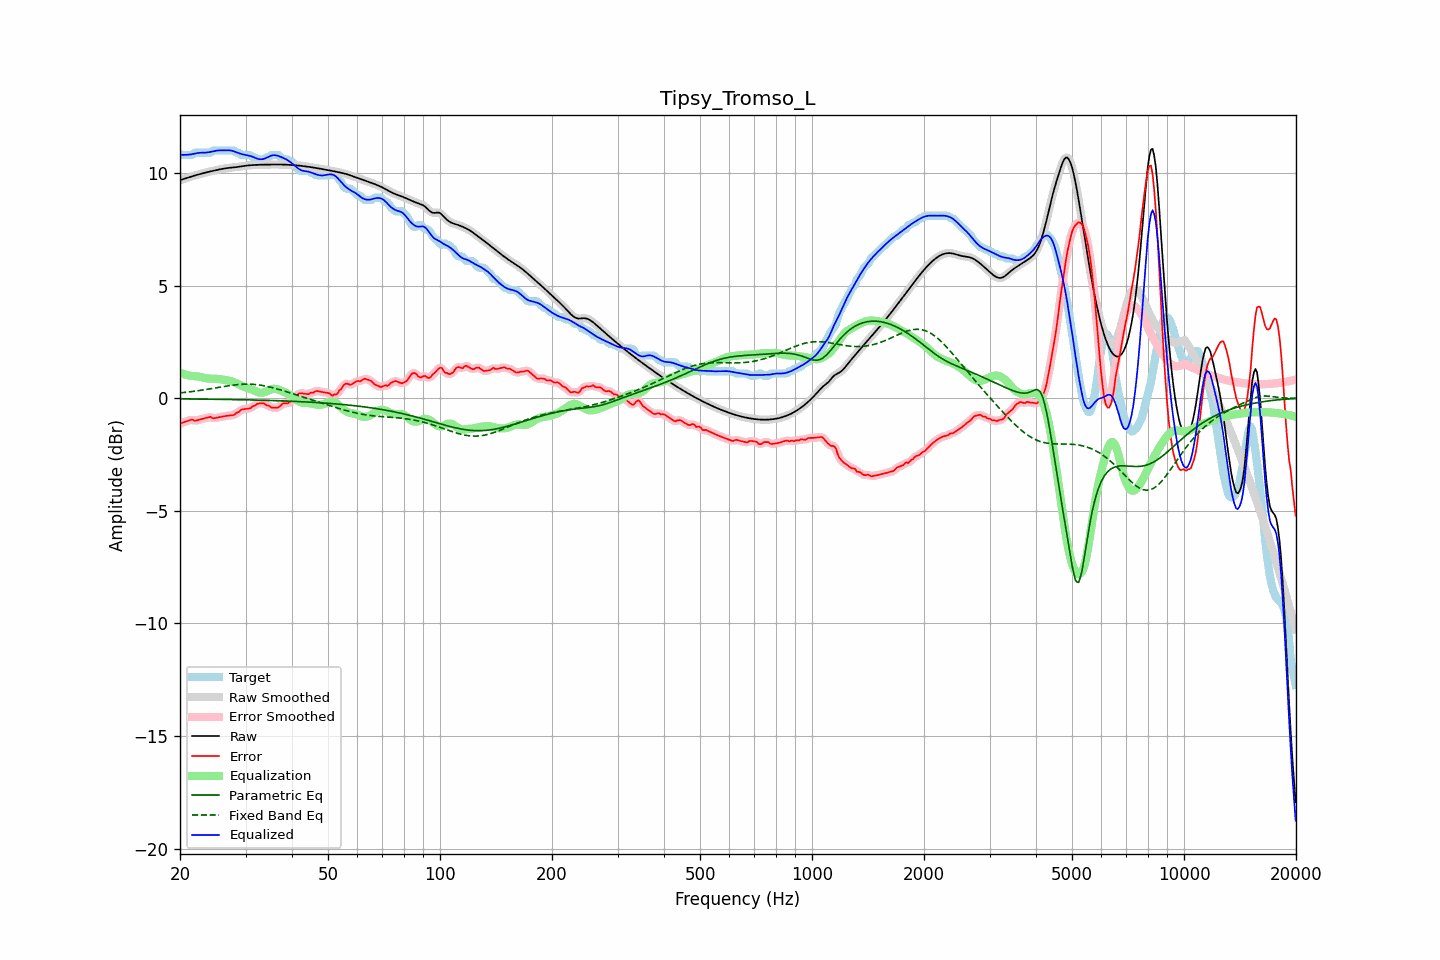 Tipsy_Tromso_L
Amplitude (dBr)
10
5
0
−5
−10
−15
−20
Target
Raw Smoothed
Error Smoothed
Raw
Error
Equalization
Parametric Eq
Fixed Band Eq
Equalized
20 50 100 200 500 1000 2000 5000 10000 20000
Frequency (Hz)